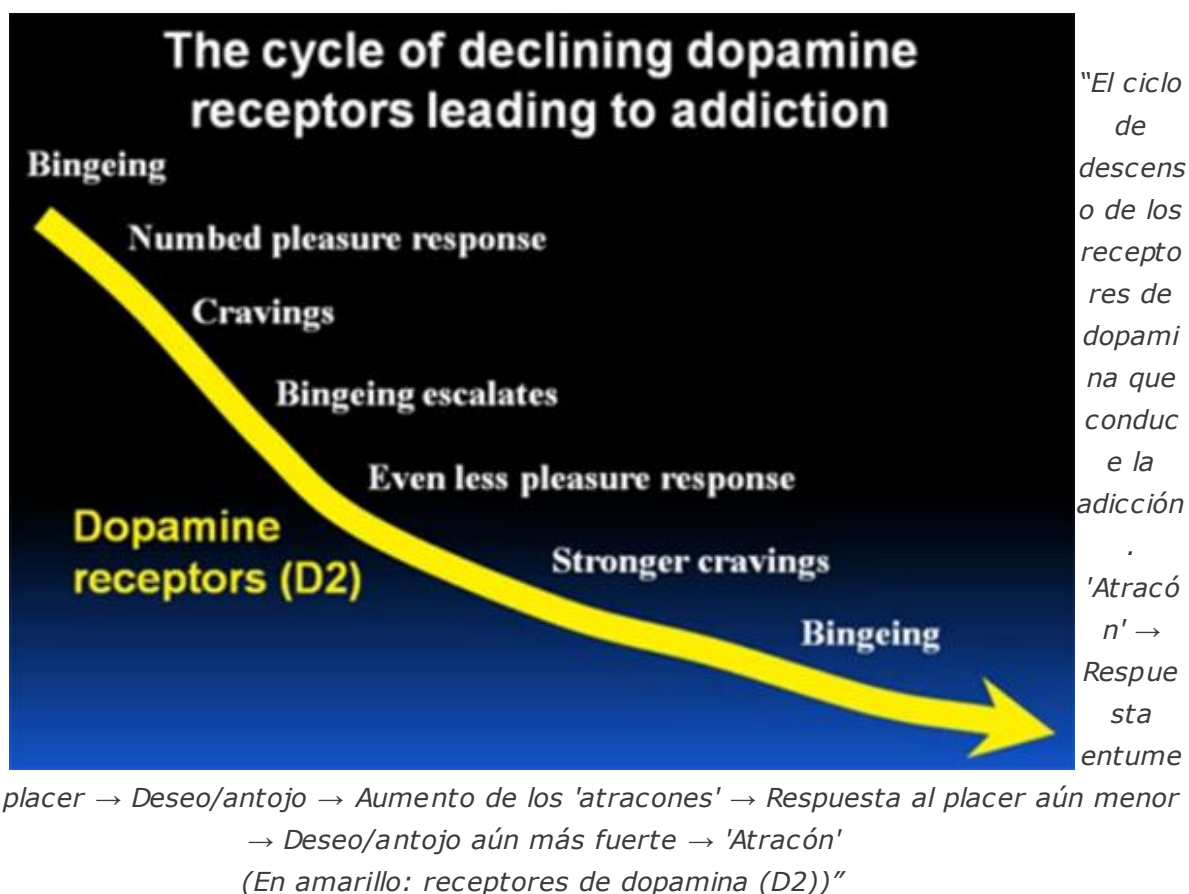 The cycle of declining dopamine
receptors leading to addiction
Bingeing
Numbed pleasure response
Cravings
Bingeing escalates
Even less pleasure response
Dopamine
receptors (D2)
Stronger cravings
Bingeing
“El ciclo
de
descens
o de los
recepto
res de
dopami
na que
conduc
e la
adicción
.
'Atracó
n' →
Respue
sta
entume
placer → Deseo/antojo → Aumento de los 'atracones' → Respuesta al placer aún menor
→ Deseo/antojo aún más fuerte → 'Atracón'
(En amarillo: receptores de dopamina (D2))”